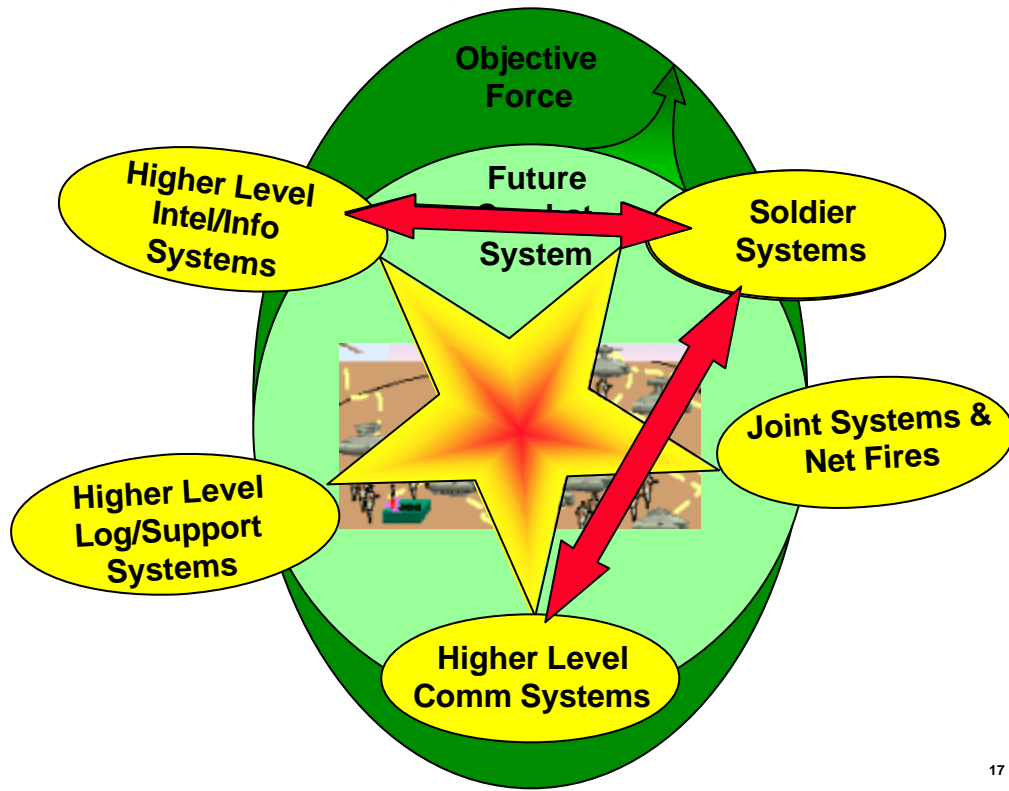 Objective
Force
Higher Level
Intel/Info
Systems
Future
System
Soldier
Systems
Joint Systems &
Net Fires
Higher Level
Log/Support
Systems
Higher Level
Comm Systems
17